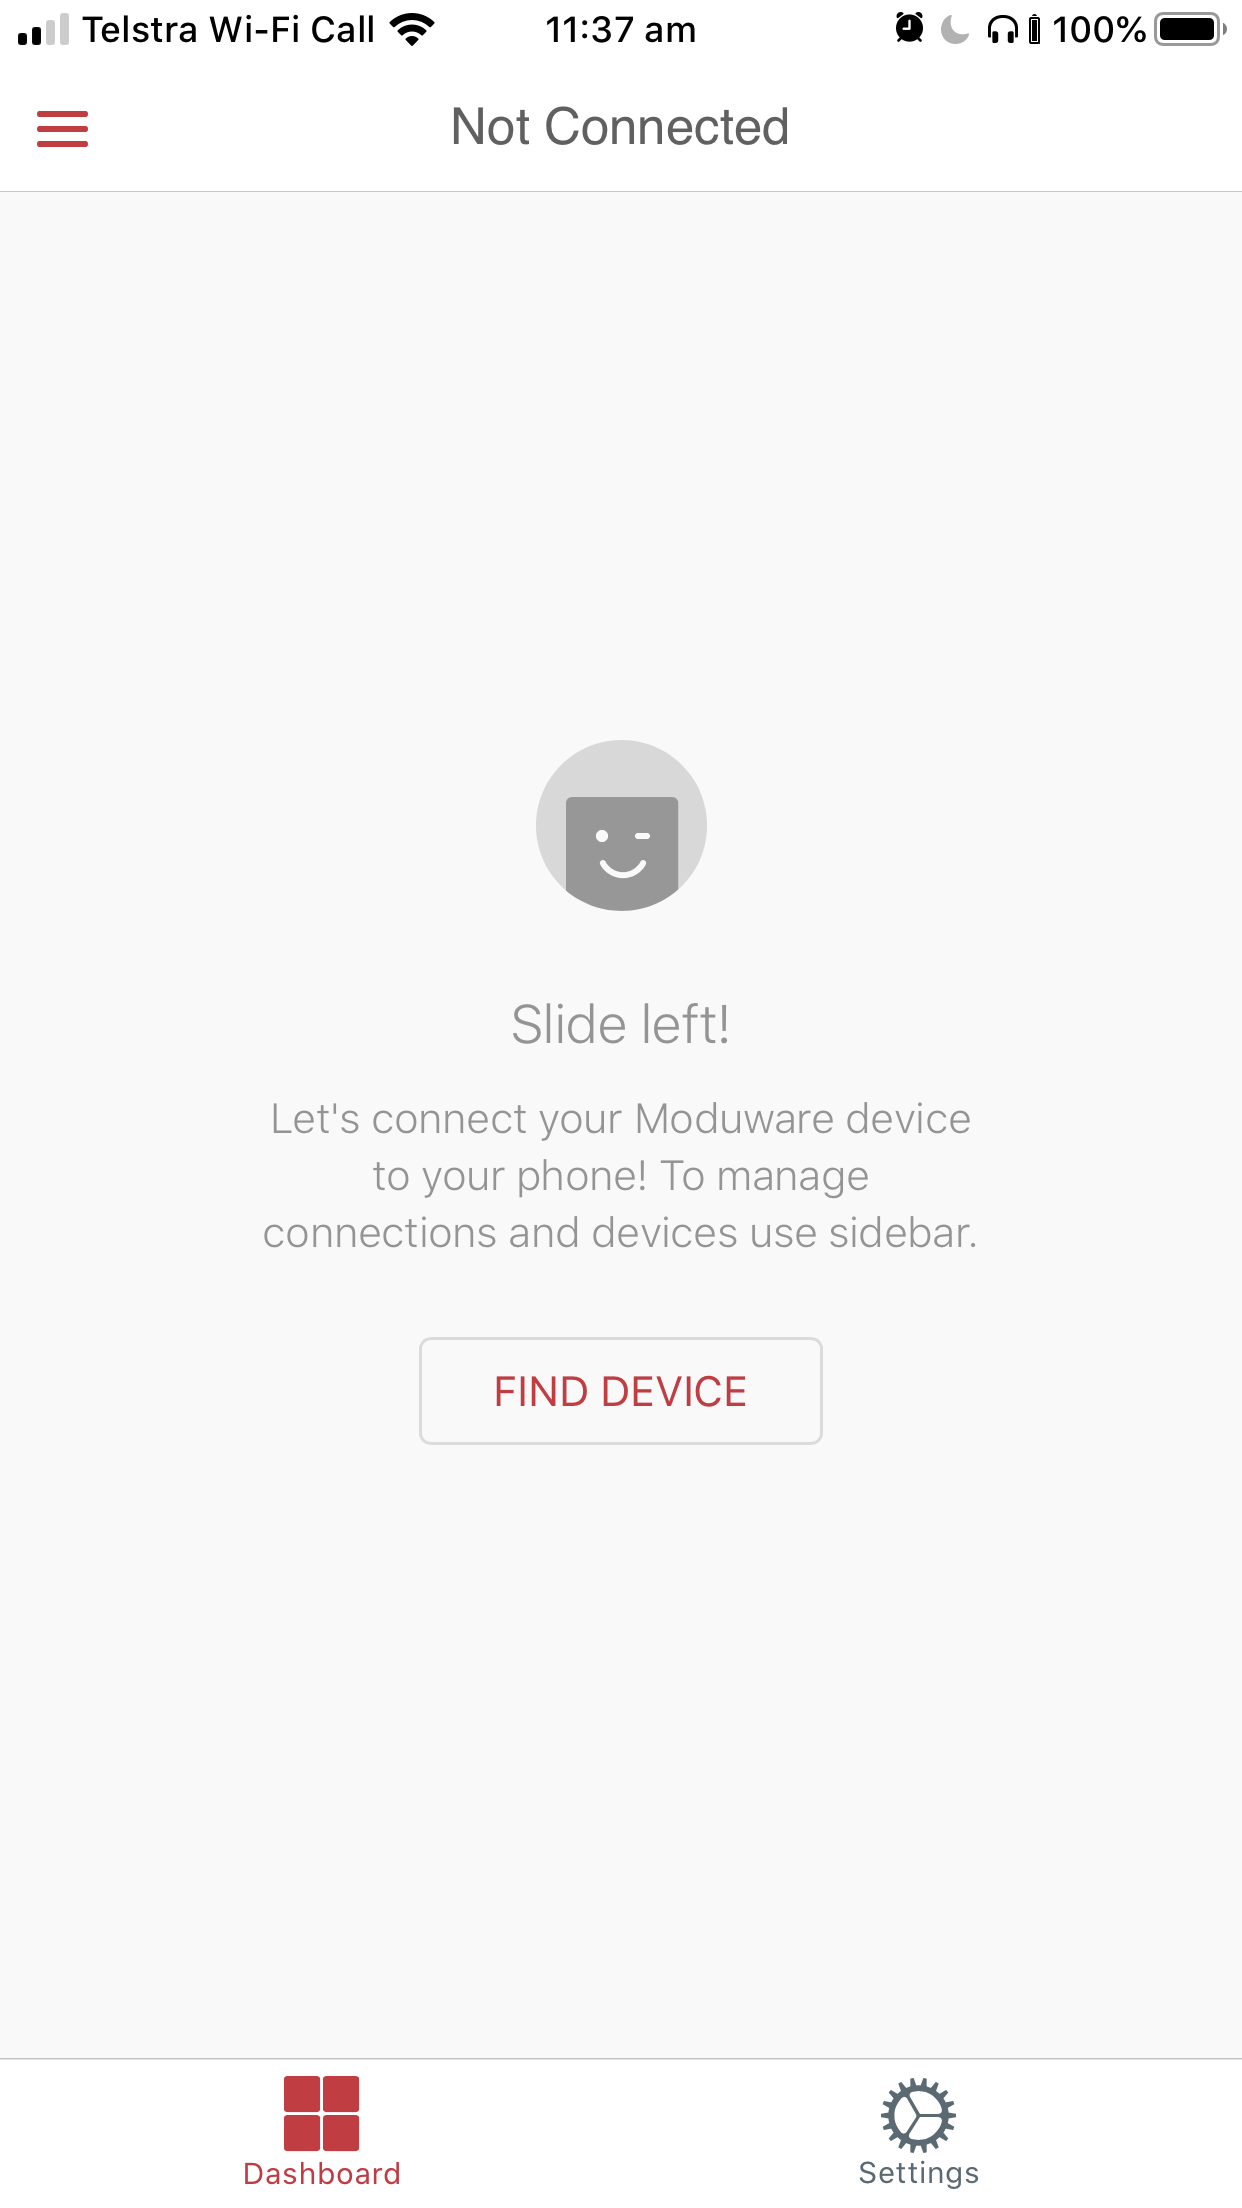 Telstra Wi-Fi Call 11:37 am 100%
Not Connected
Slide left!
Let's connect your Moduware device
to your phone! To manage
connections and devices use sidebar.
FIND DEVICE
Dashboard Settings